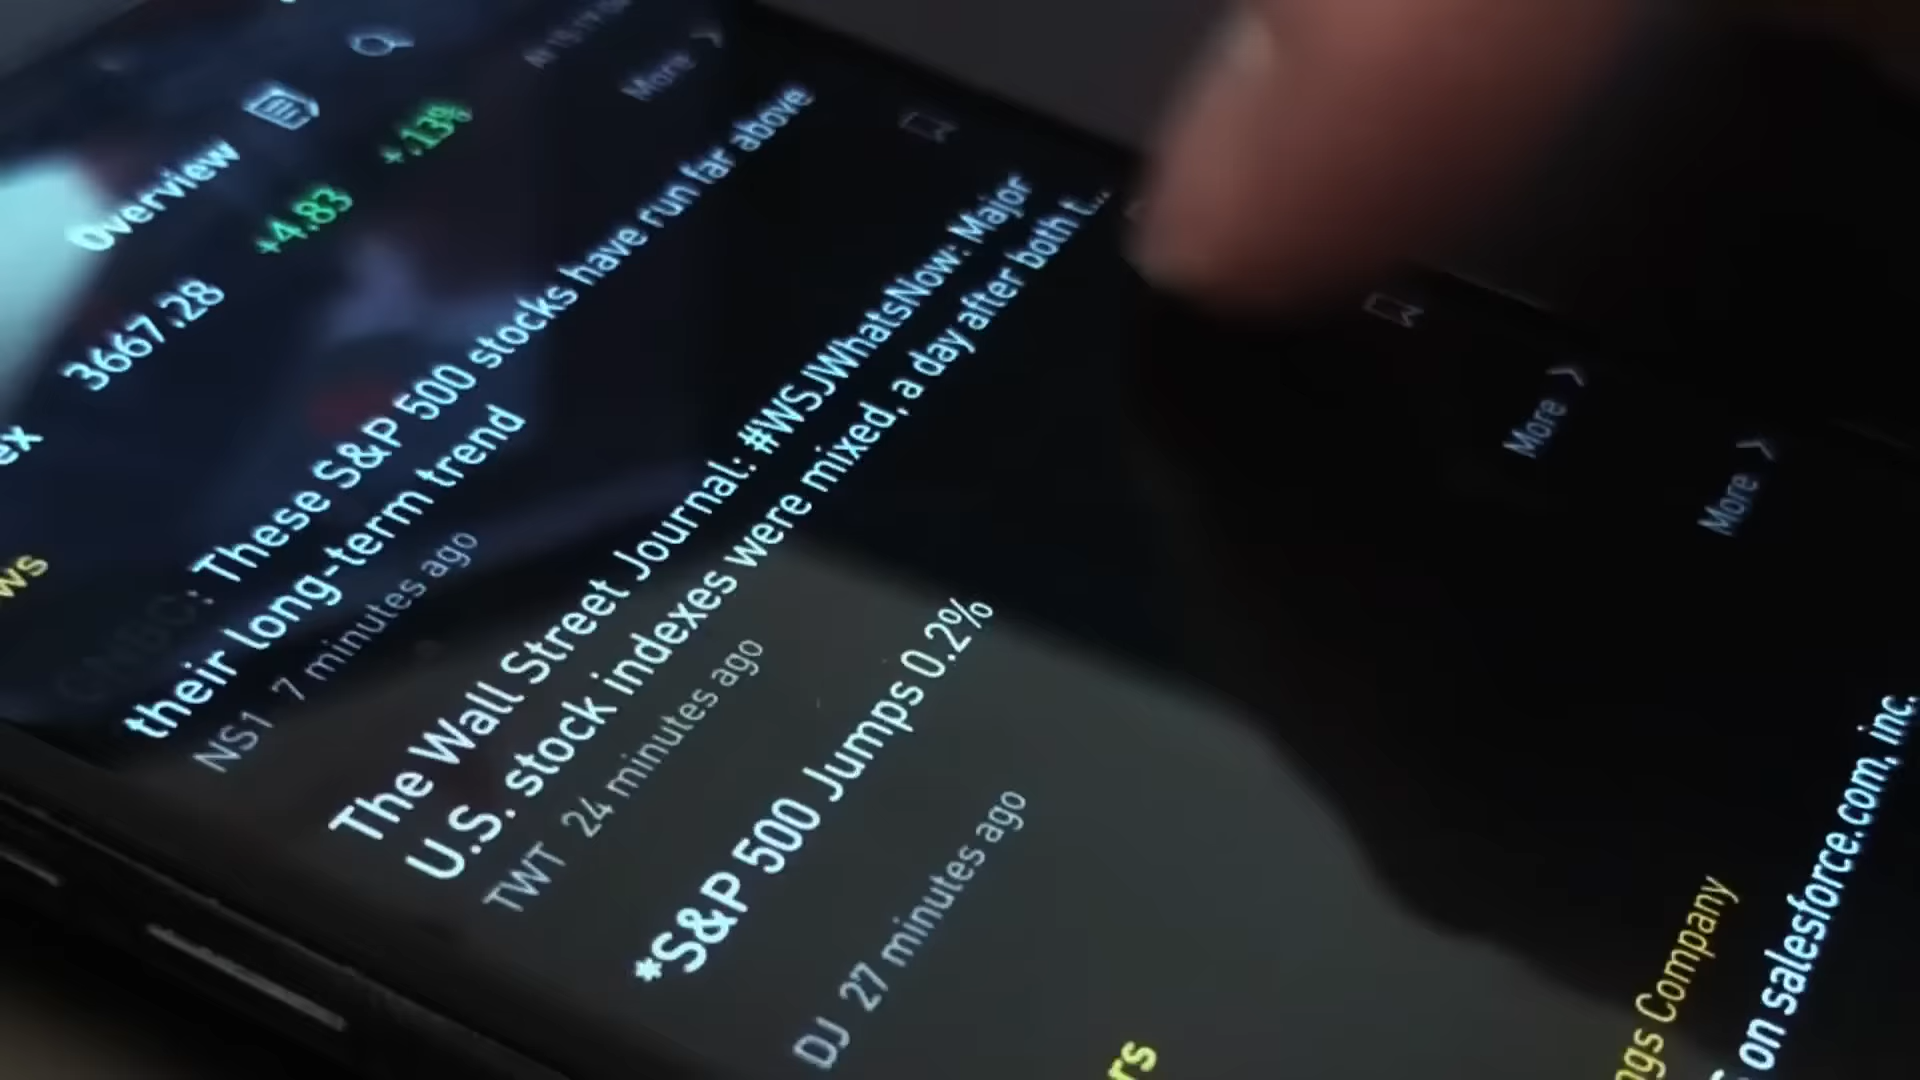 Overview
More
3667.28
+4.83
+.13%
ex
ws
CNBC: These S&P 500 stocks have run far above
their long-term trend
NS1 7 minutes ago
The Wall Street Journal: #WSJWhatsNow: Major
U.S. stock indexes were mixed, a day after both t...
TWT 24 minutes ago
*S&P 500 Jumps 0.2%
DJ 27 minutes ago
More
rs
More
ngs Company
on salesforce.com, inc.